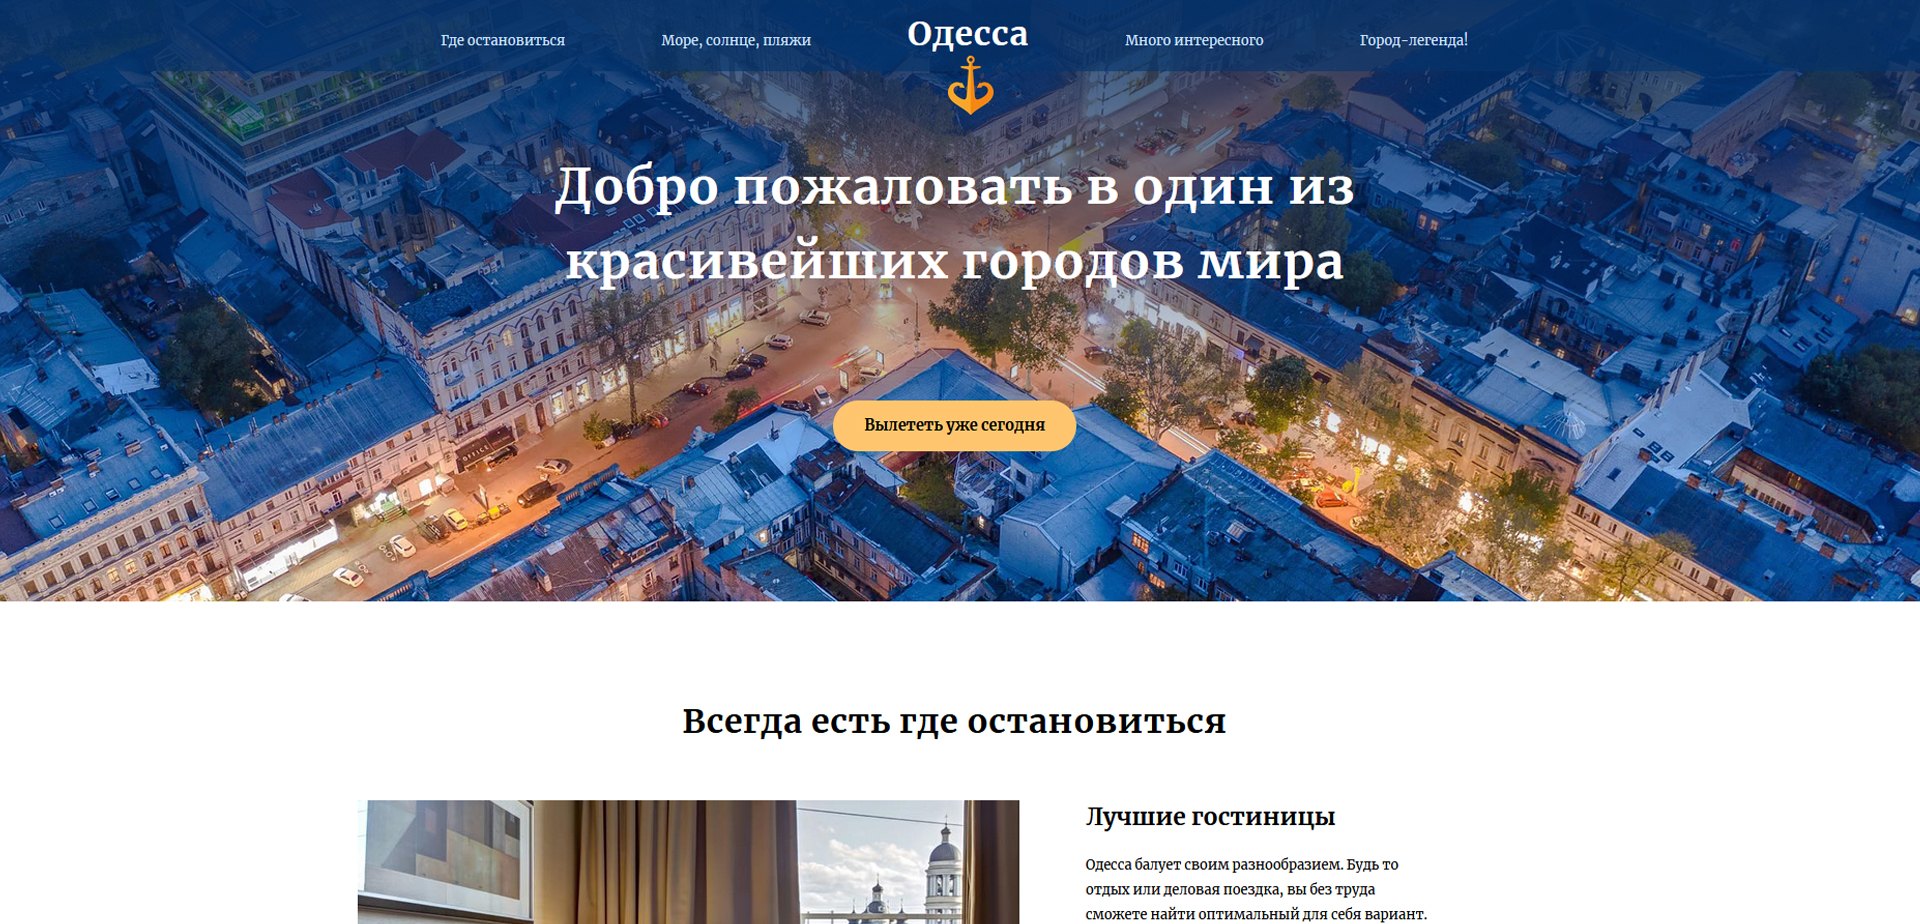 Где остановиться
Море, солнце, пляжи
Одесса
Много интересного
Город-легенда!
Добро пожаловать в один из
красивейших городов мира
OFFICE
Вылететь уже сегодня
Всегда есть где остановиться
Лучшие гостиницы
Одесса балует своим разнообразием. Будь то
отдых или деловая поездка, вы без труда
сможете найти оптимальный для себя вариант.